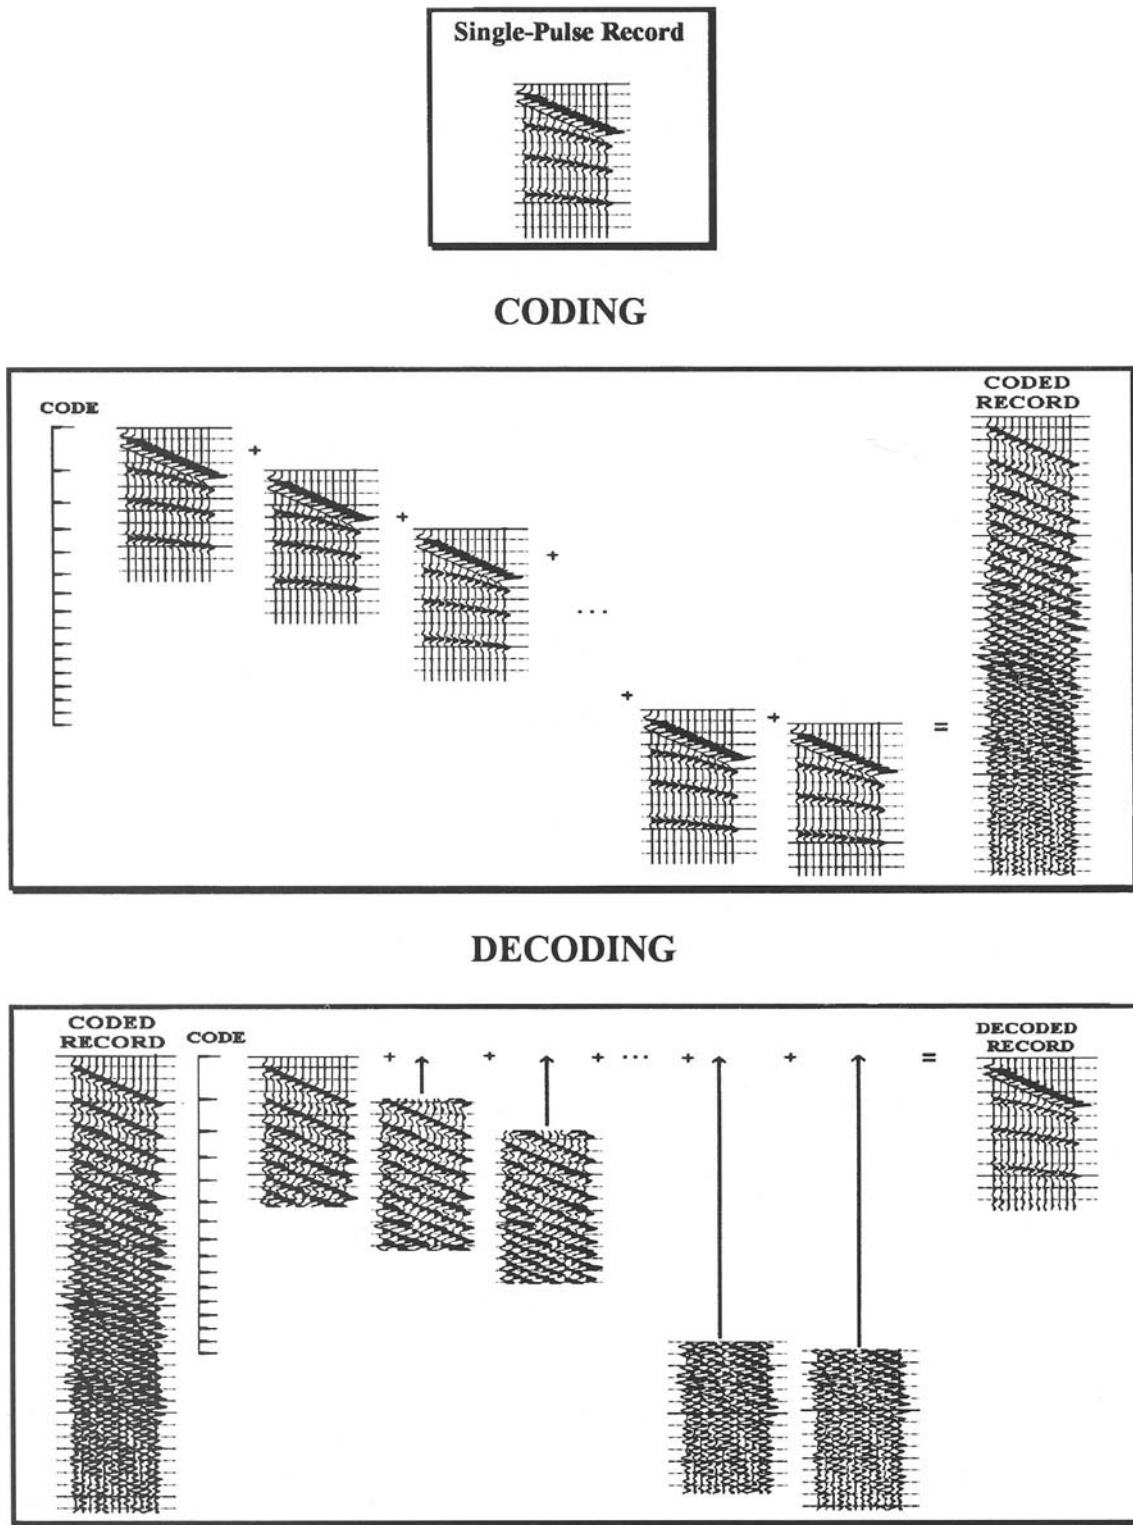 Single-Pulse Record
CODING
CODE
+
+
+
...
+
+
=
CODED
RECORD
DECODING
CODED
RECORD
CODE
+
+
+ ... +
+
=
DECODED
RECORD